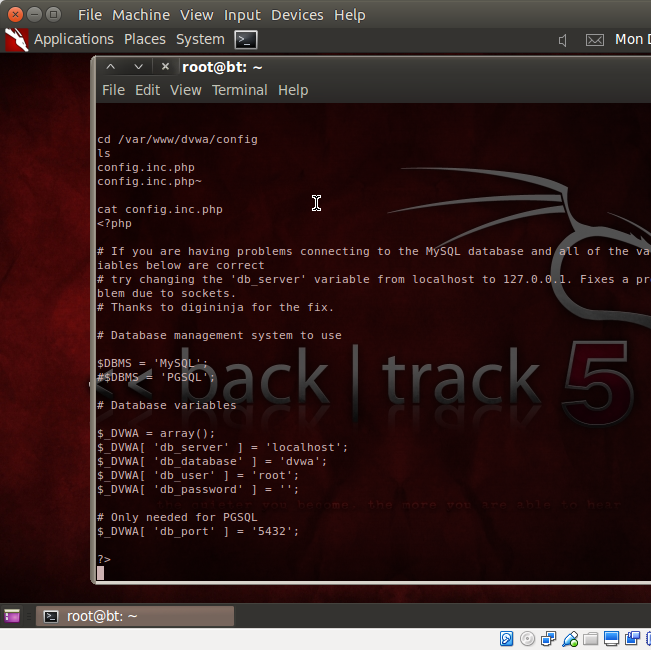 File Machine View Input Devices Help
Applications Places System Mon D
root@bt: ~
File Edit View Terminal Help
cd /var/www/dvwa/config
ls
config.inc.php
config.inc.php~
cat config.inc.php
<?php
# If you are having problems connecting to the MySQL database and all of the va
iables below are correct
# try changing the 'db_server' variable from localhost to 127.0.0.1. Fixes a pr
blem due to sockets.
# Thanks to digininja for the fix.
# Database management system to use
$DBMS = 'MySQL';
#$DBMS = 'PGSQL';
<< back | track 5
# Database variables
$_DVWA = array();
$_DVWA[ 'db_server' ] = 'localhost';
$_DVWA[ 'db_database' ] = 'dvwa';
$_DVWA[ 'db_user' ] = 'root';
$_DVWA[ 'db_password' ] = '';
the quieter you become, the more you are able to hear
# Only needed for PGSQL
$_DVWA[ 'db_port' ] = '5432';
?>
root@bt: ~